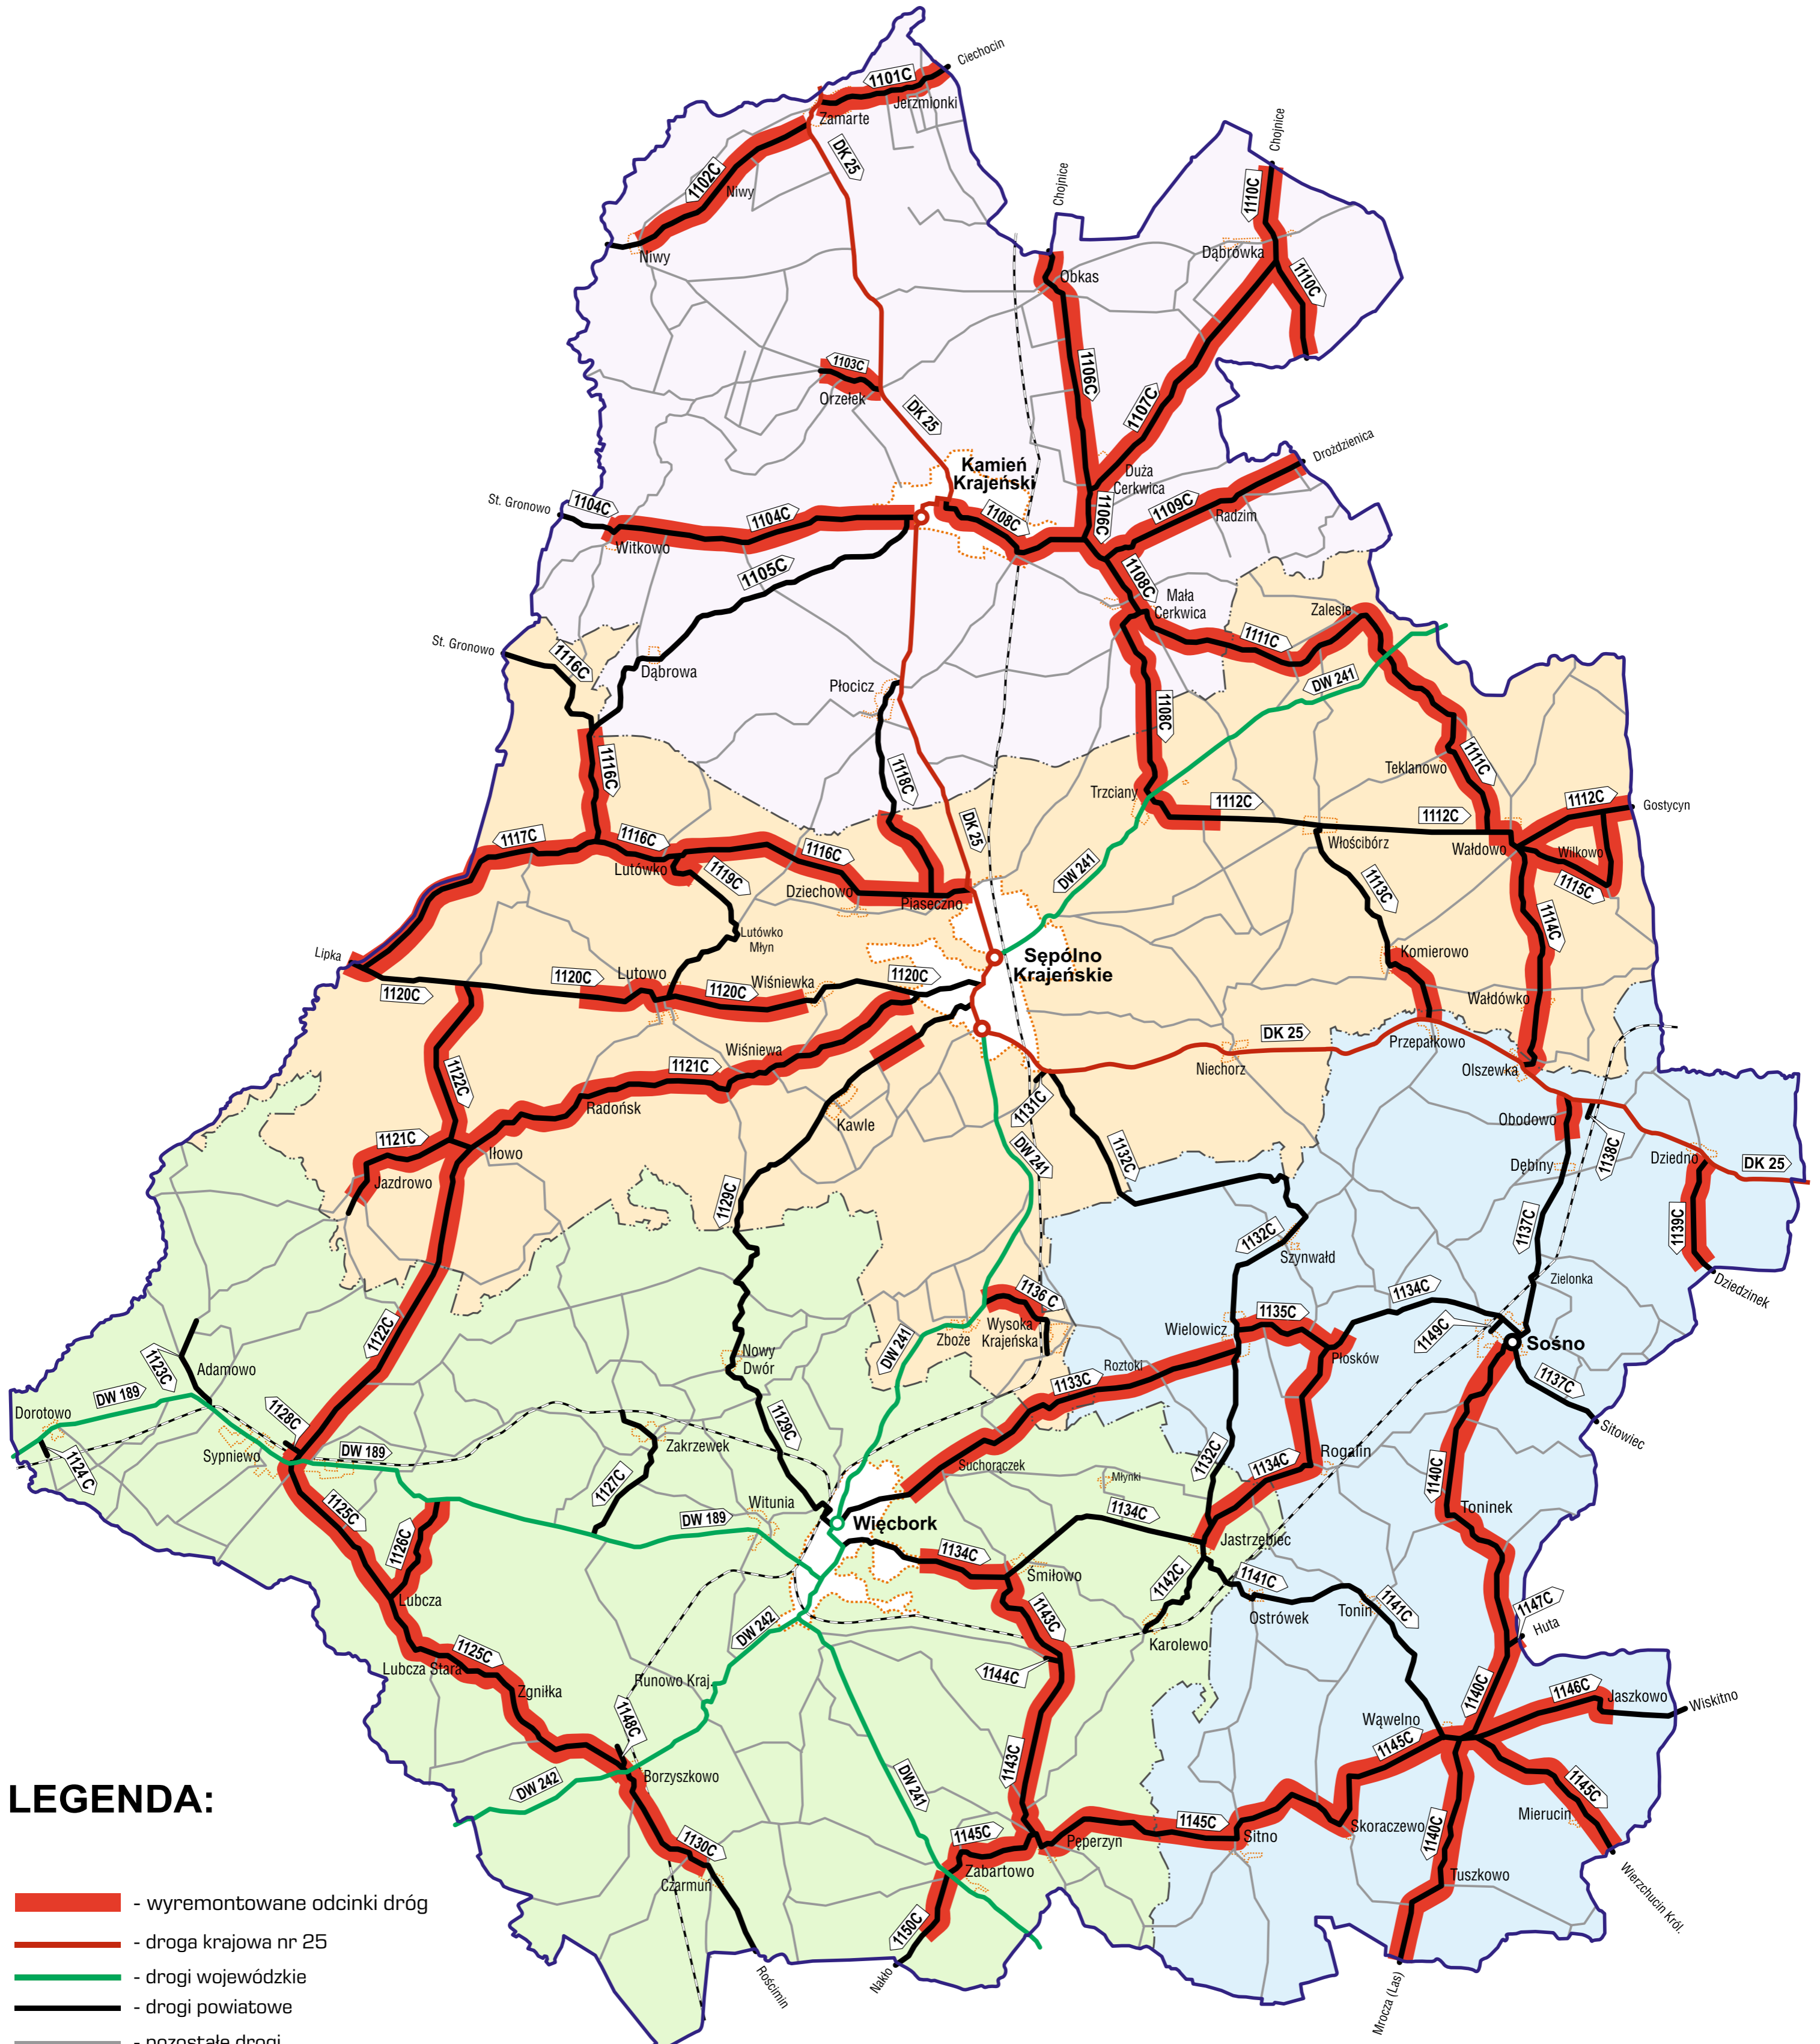 Ciechocin
1101C
Jerzmionki
Zamarte
DK 25
1102C
Niwy
Niwy
Chojnice
Chojnice
1110C
Dąbrówka
1110C
Obkas
1103C
Orzełek
DK 25
1106C
1107C
Kamień
Krajeński
Duża
Cerkwica
Drożdzienica
St. Gronowo
1104C
1104C
Witkowo
1108C
1106C
1109C
Radzim
1105C
1108C
Mała
Cerkwica
Zalesie
St. Gronowo
1116C
Dąbrowa
1111C
DW 241
Płocicz
1108C
1116C
1118C
Teklanowo
1111C
Trzciany
1112C
1112C
1112C
Gostycyn
DK 25
1117C
1116C
Lutówko
1119C
1116C
Dziechowo
Piaseczno
DW 241
Włościbórz
Wałdowo
Wilkowo
1115C
1113C
1114C
Lutówko
Młyn
Komierowo
Lipka
1120C
1120C
Lutowo
1120C
Wiśniewka
1120C
Sępólno
Krajeńskie
Wałdówko
Wiśniewa
DK 25
Przepałkowo
Niechorz
Olszewka
1121C
Radońsk
1122C
1131C
Kawle
Obodowo
1138C
1121C
Iłowo
DW 241
1132C
Dębiny
Dziedno
DK 25
Jazdrowo
1129C
1137C
1139C
1132C
Szynwałd
Zielonka
Dziedzinek
1136 C
Wysoka
Krajeńska
Zboże
1134C
1135C
Wielowicz
1149C
Sośno
Płosków
1122C
1123C
Adamowo
Nowy
Dwór
DW 241
Roztoki
1133C
1137C
Sitowiec
DW 189
Dorotowo
1128C
Sypniewo
DW 189
1124 C
Zakrzewek
1129C
1127C
Suchorączek
Młynki
1132C
1134C
Rogalin
1140C
Toninek
1125C
1126C
Witunia
DW 189
Więcbork
1134C
Jastrzębiec
1134C
Śmiłowo
1142C
1141C
Ostrówek
Tonin
1141C
1147C
Huta
Lubcza
1143C
DW 242
Karolewo
1144C
1125C
Lubcza Stara
Zgniłka
Runowo Kraj.
1140C
1146C
Jaszkowo
Wiskitno
Wąwelno
1145C
1148C
1143C
DW 242
Borzyszkowo
DW 241
1145C
Mierucin
LEGENDA:
1130C
1145C
Pęperzyn
1145C
Sitno
Skoraczewo
1140C
Zabartowo
Czarmuń
Tuszkowo
Wierzchucin Król.
- wyremontowane odcinki dróg
1150C
- droga krajowa nr 25
Nakło
Rościmin
- drogi wojewódzkie
- drogi powiatowe
Mrocza (Las)
- pozostałe drogi